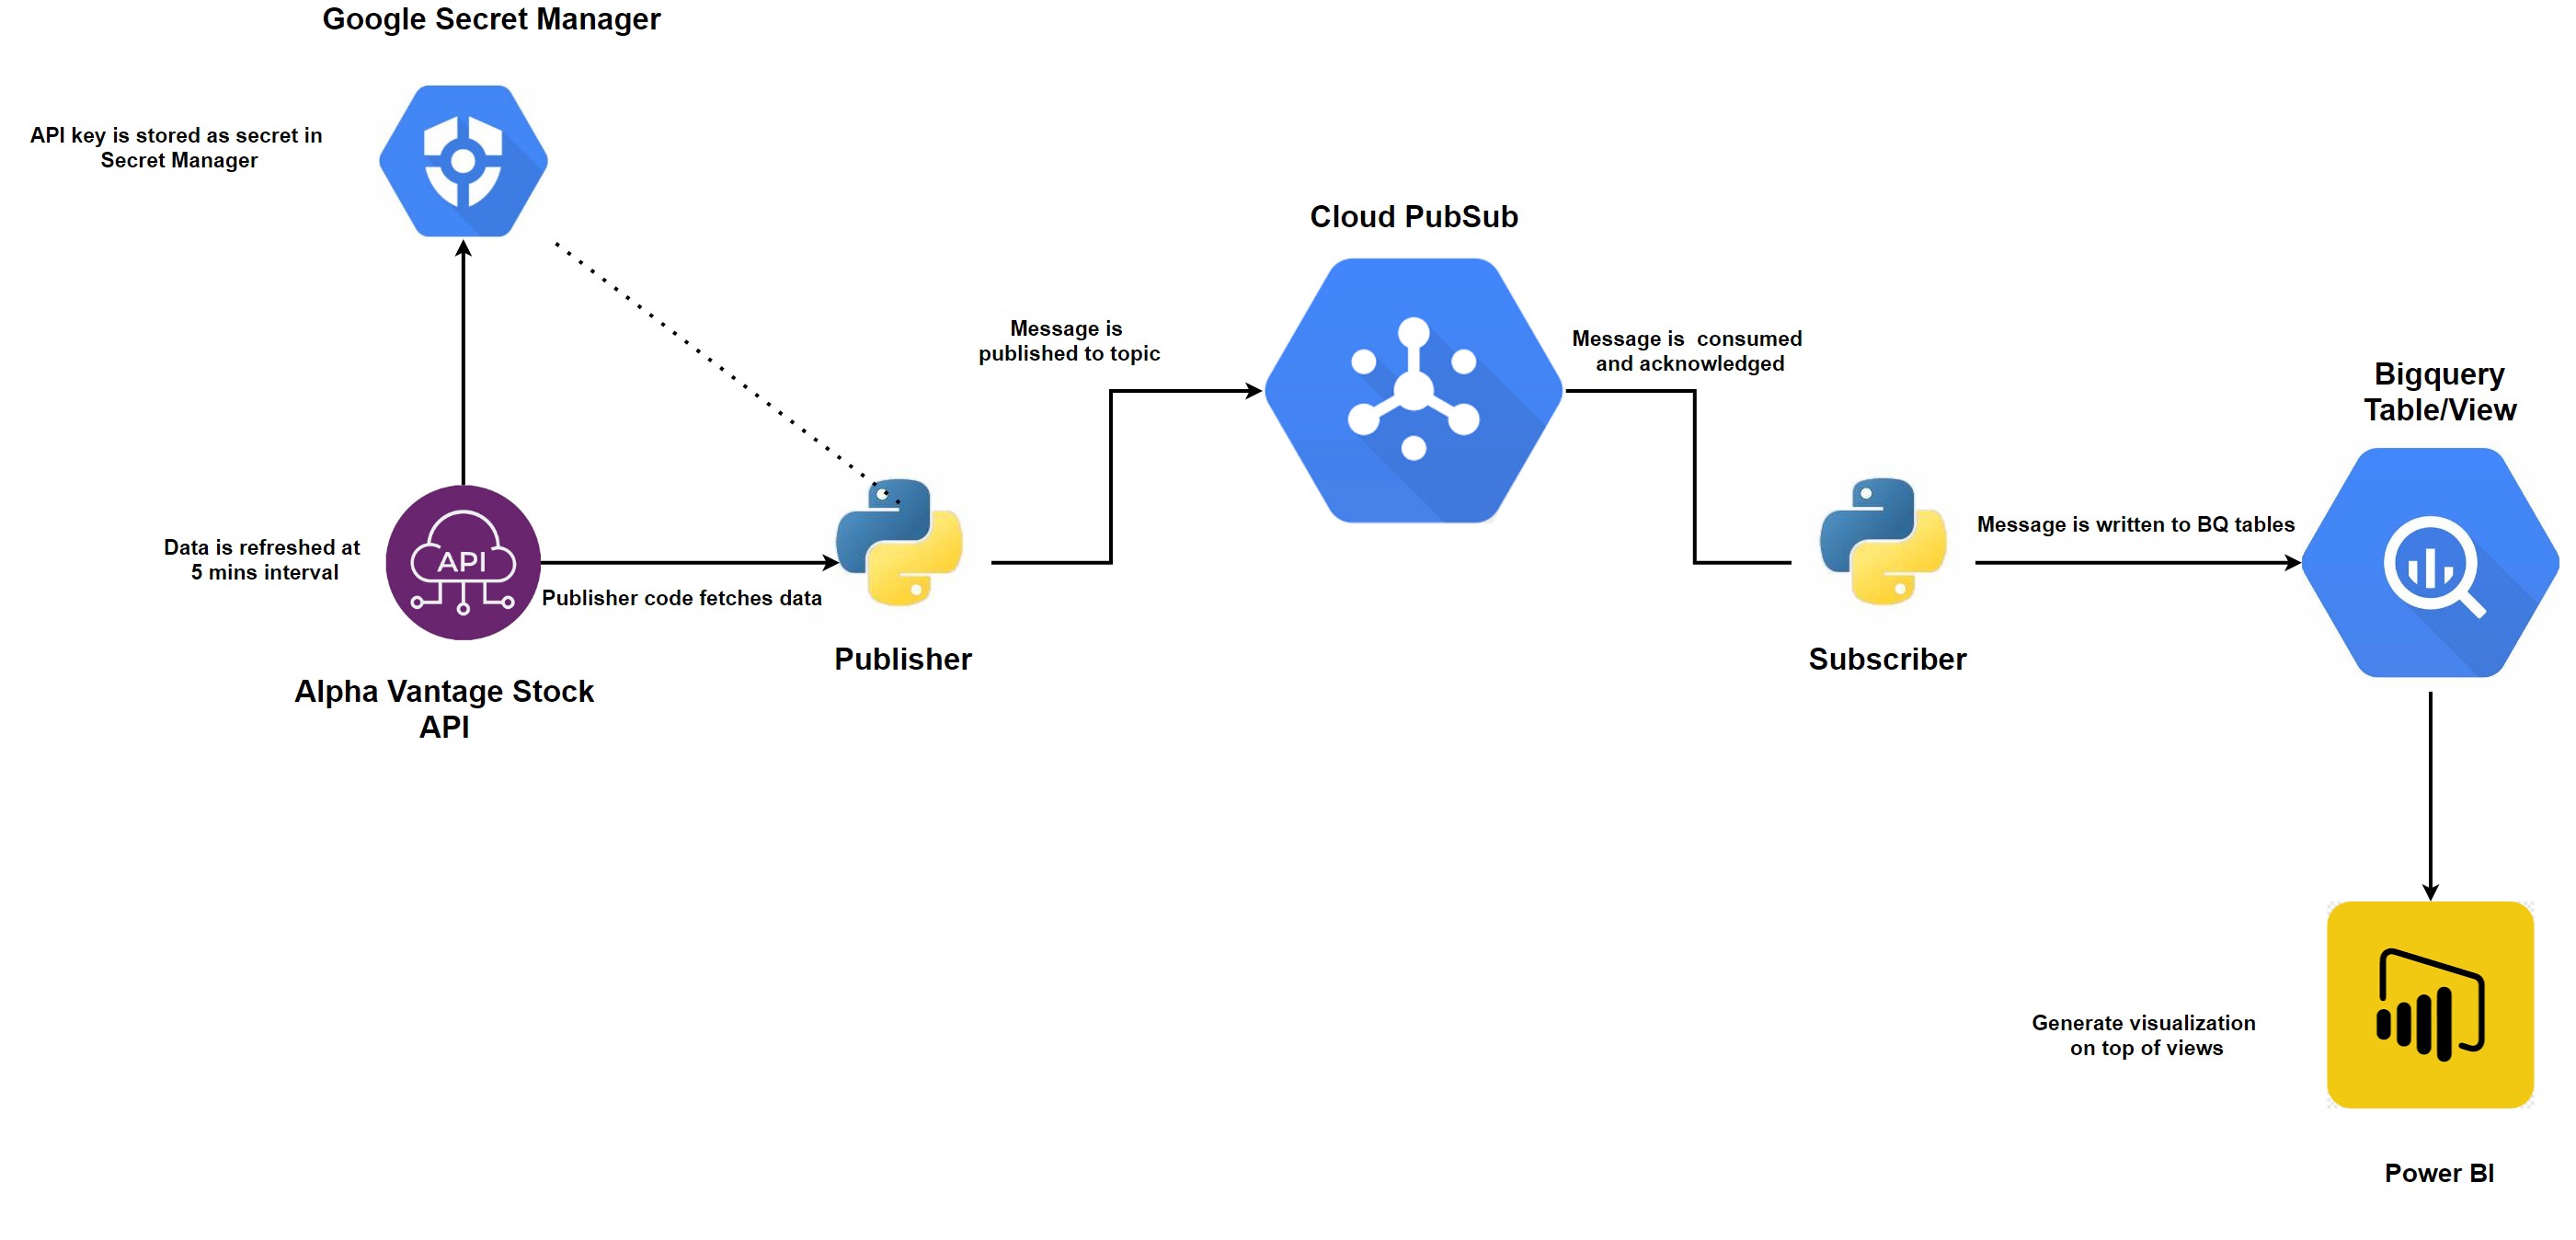 Google Secret Manager
API key is stored as secret in
Secret Manager
Cloud PubSub
Message is
published to topic
Message is  consumed
and acknowledged
Bigquery
Table/View
Data is refreshed at
5 mins interval
API
Publisher code fetches data
Message is written to BQ tables
Publisher
Subscriber
Alpha Vantage Stock
API
Generate visualization
on top of views
Power BI